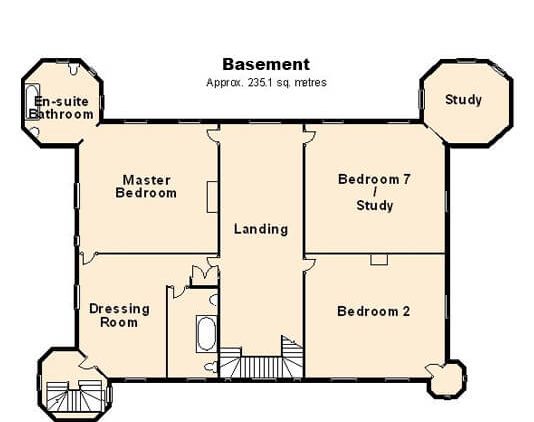 Basement
Approx. 235.1 sq. metres
En-suite
Bathroom
Study
Master
Bedroom
Bedroom 7
/
Study
Landing
Dressing
Room
Bedroom 2